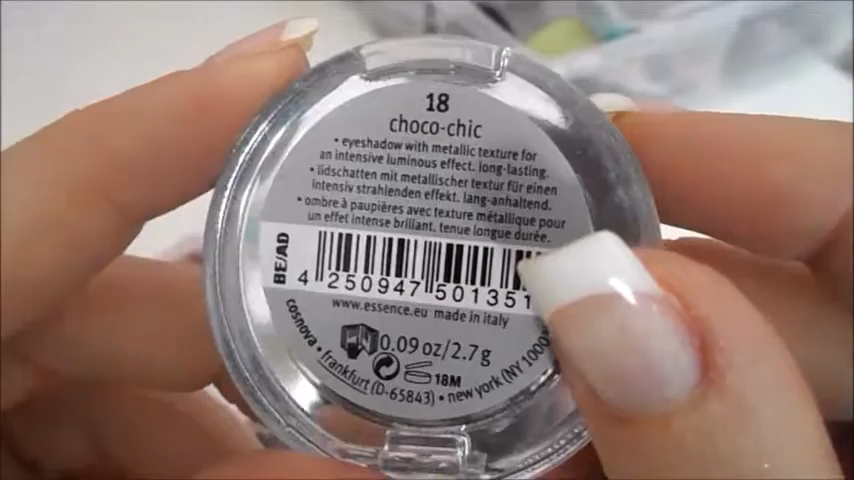 18
choco-chic
• eyeshadow with metallic texture for
an intensive luminous effect. long-lasting.
• lidschatten mit metallischer textur für einen
intensiv strahlenden effekt. lang-anhaltend.
• ombre à paupières avec texture métallique pour
un effet intense brillant. tenue longue durée.
BE/AD
4 250947 501351
www.essence.eu made in italy
0.09 oz/2.7 g
18M
cosnova • frankfurt (D-65843) • new york (NY 1000